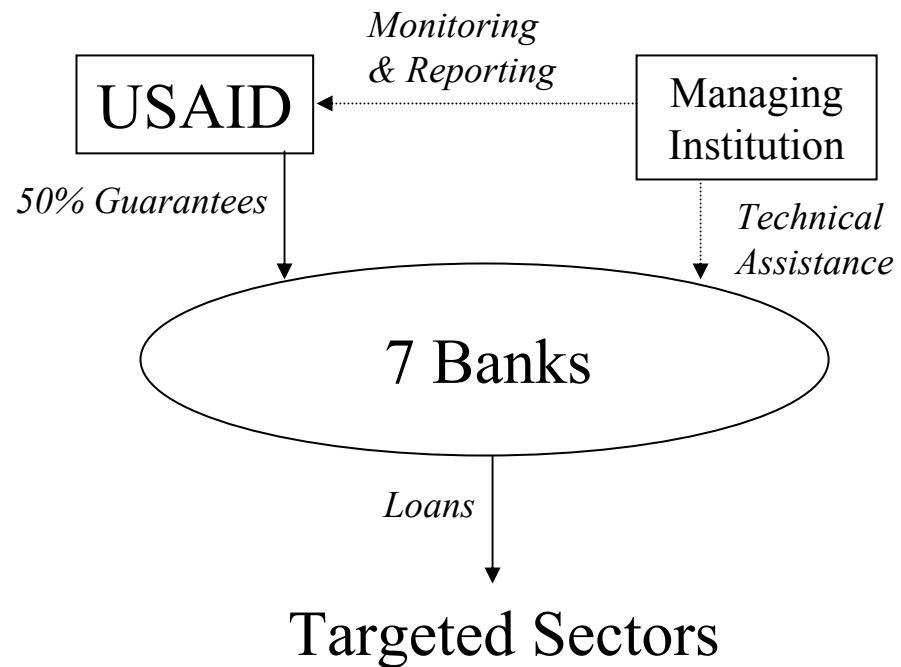 Monitoring
& Reporting
USAID
Managing
Institution
50% Guarantees
Technical
Assistance
7 Banks
Loans
Targeted Sectors